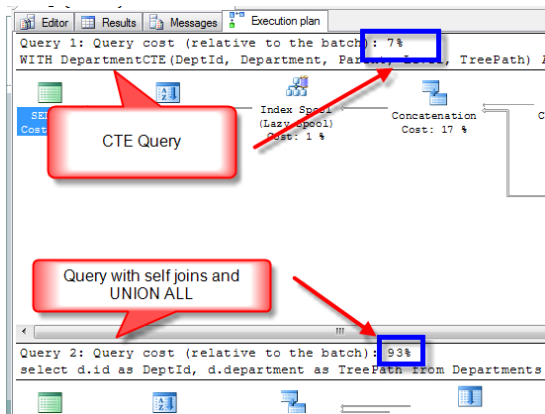 Editor Results Messages Execution plan
Query 1: Query cost (relative to the batch): 7%
WITH DepartmentCTE(DeptId, Department, Parent, Level, TreePath) A
Index Spool
(Lazy Spool)
Cost: 1 %
Concatenation
Cost: 17 %
C
SE
Cost
CTE Query
Query with self joins and
UNION ALL
Query 2: Query cost (relative to the batch): 93%
select d.id as DeptId, d.department as TreePath from Departments